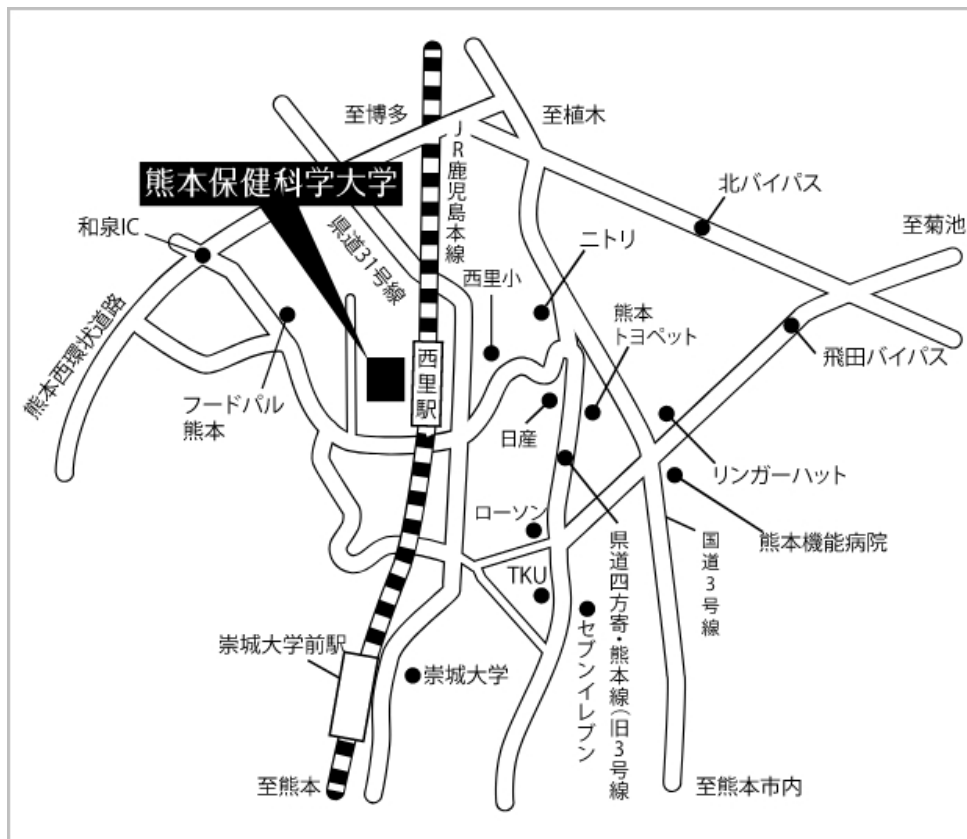 至博多
至植木
熊本保健科学大学
JR鹿児島本線
北バイパス
和泉IC
県道31号線
ニトリ
至菊池
西里小
熊本
トヨペット
熊本西環状道路
西里駅
飛田バイパス
フードパル
熊本
日産
リンガーハット
ローソン
熊本機能病院
国道3号線
県道四方寄・熊本線(旧3号線
TKU
セブンイレブン
崇城大学前駅
崇城大学
至熊本
至熊本市内